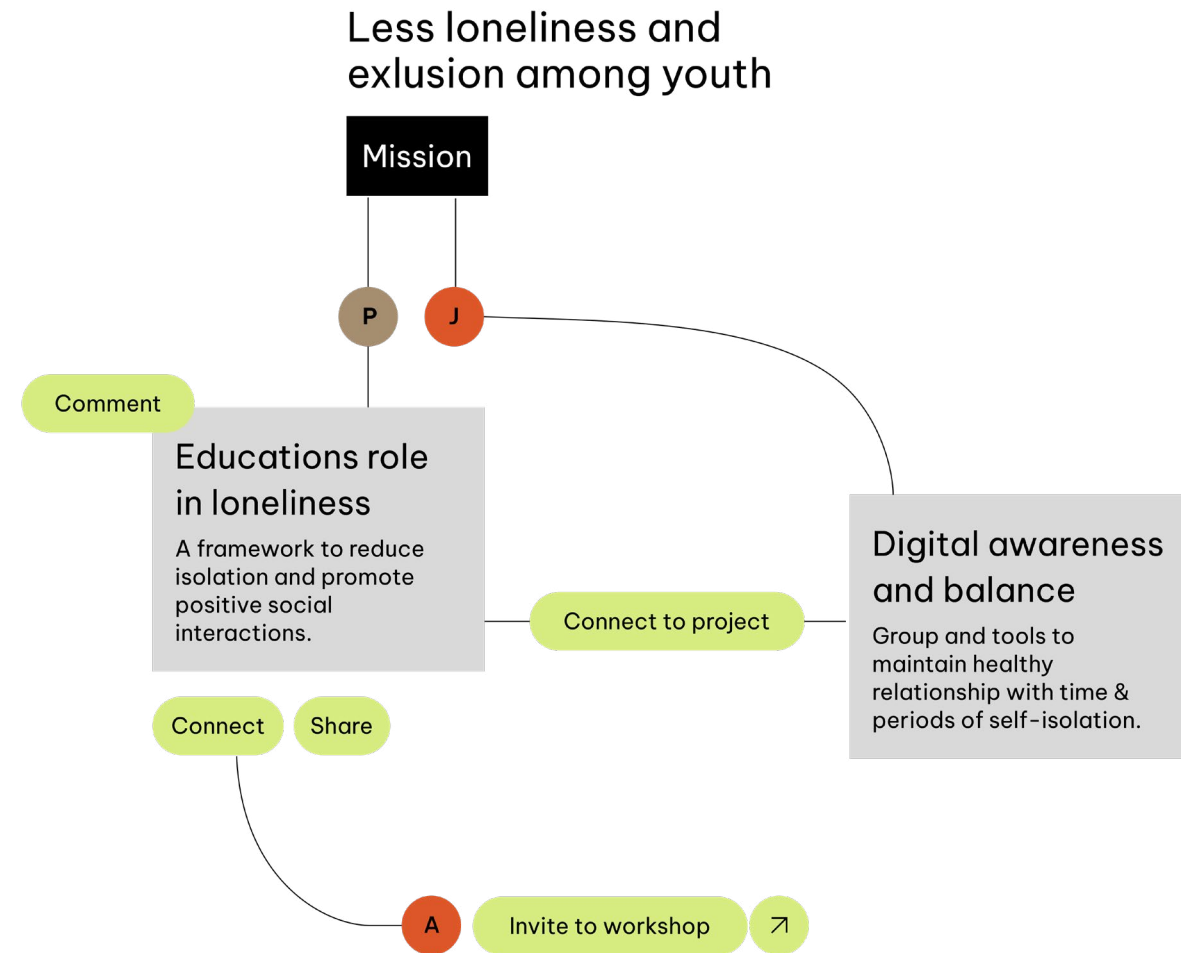 Less loneliness and
exlusion among youth
Mission
P
J
Comment
Educations role
in loneliness
A framework to reduce
isolation and promote
positive social
interactions.
Connect to project
Digital awareness
and balance
Group and tools to
maintain healthy
relationship with time &
periods of self-isolation.
Connect
Share
A
Invite to workshop